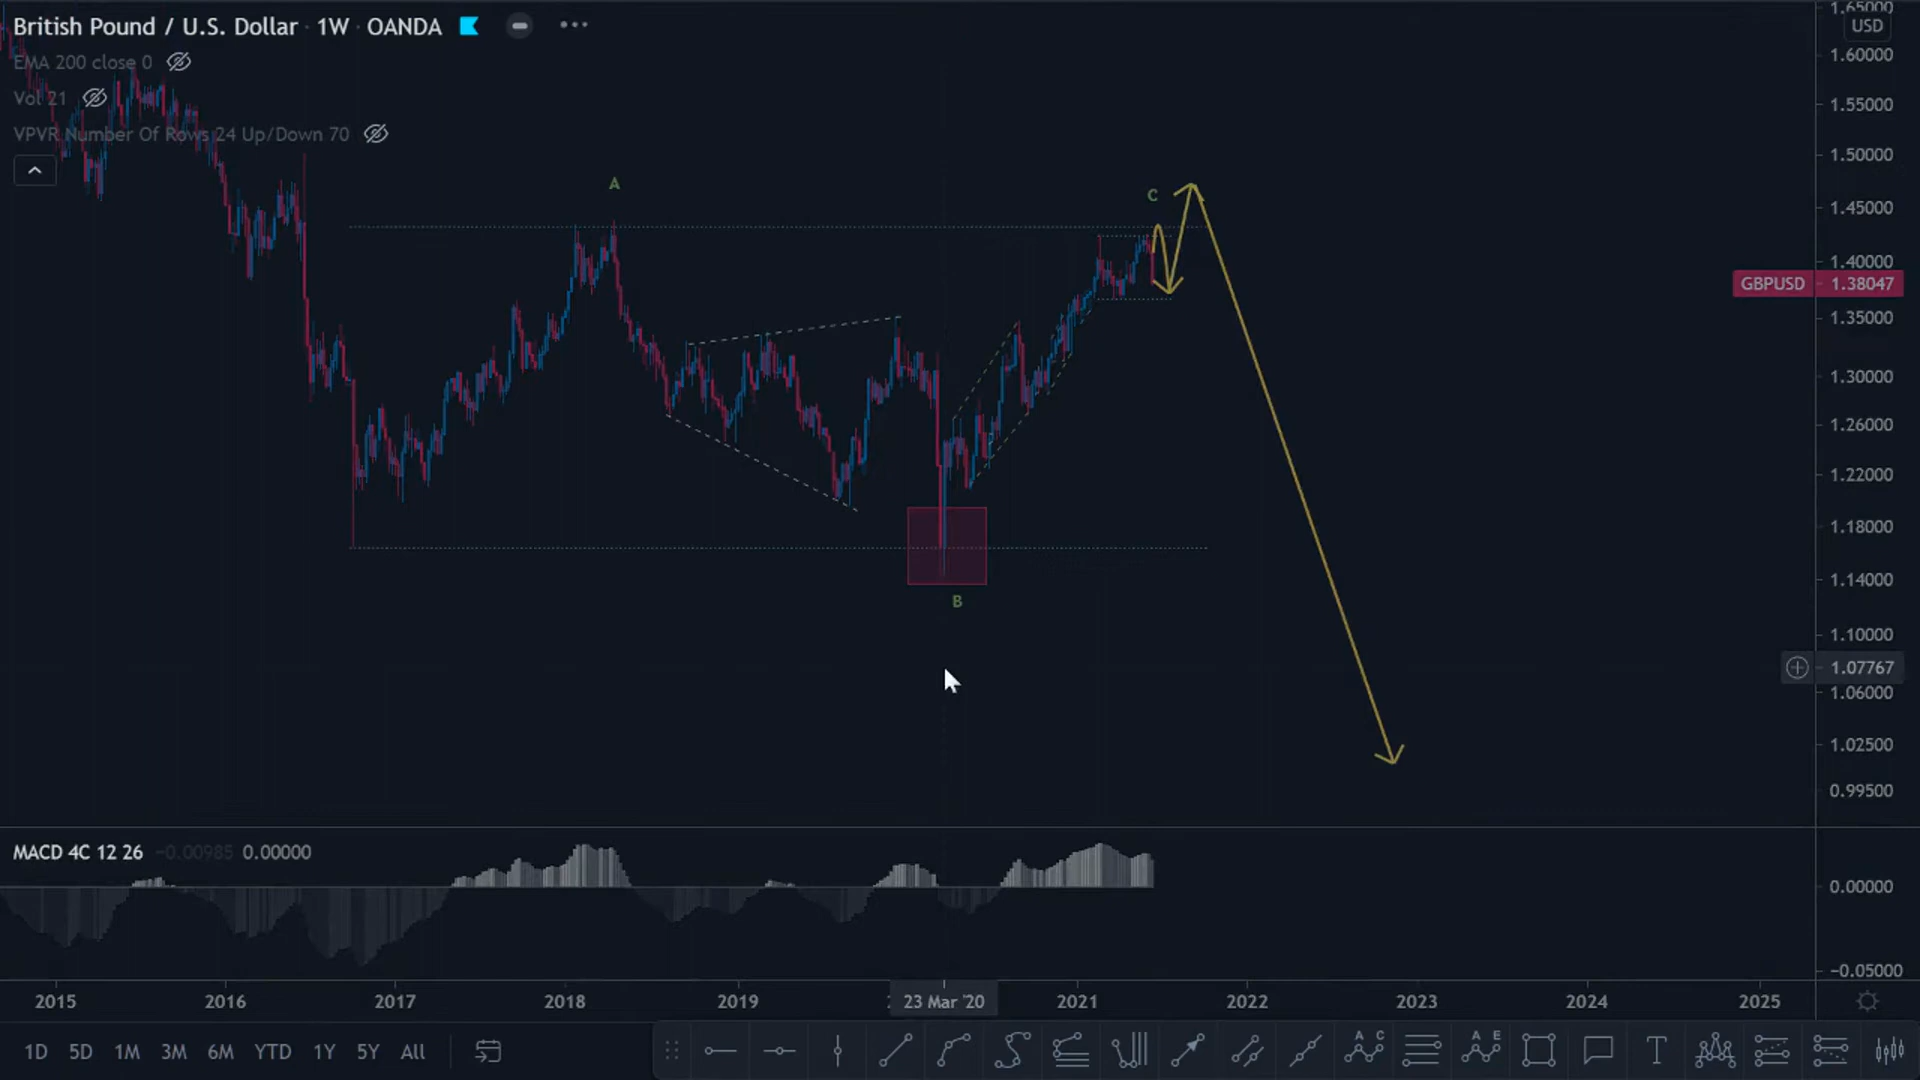 British Pound / U.S. Dollar · 1W · OANDA
EMA 200 close 0
Vol 21
VPVR Number Of Rows 24 Up/Down 70
A
C
B
1.65000
USD
1.60000
1.55000
1.50000
1.45000
1.40000
GBPUSD 1.38047
1.35000
1.30000
1.26000
1.22000
1.18000
1.14000
1.10000
1.07767
1.06000
1.02500
0.99500
MACD 4C 12 26 −0.00985 0.00000
0.00000
−0.05000
2015 2016 2017 2018 2019 23 Mar '20 2021 2022 2023 2024 2025
1D 5D 1M 3M 6M YTD 1Y 5Y All
A C
A E
T